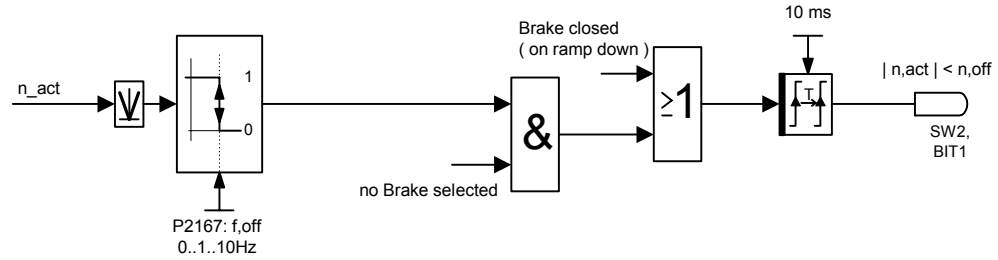 10 ms
Brake closed
( on ramp down )
| n,act | < n,off
n_act
1
0
≥1
T
&
SW2,
BIT1
no Brake selected
P2167: f,off
0..1..10Hz